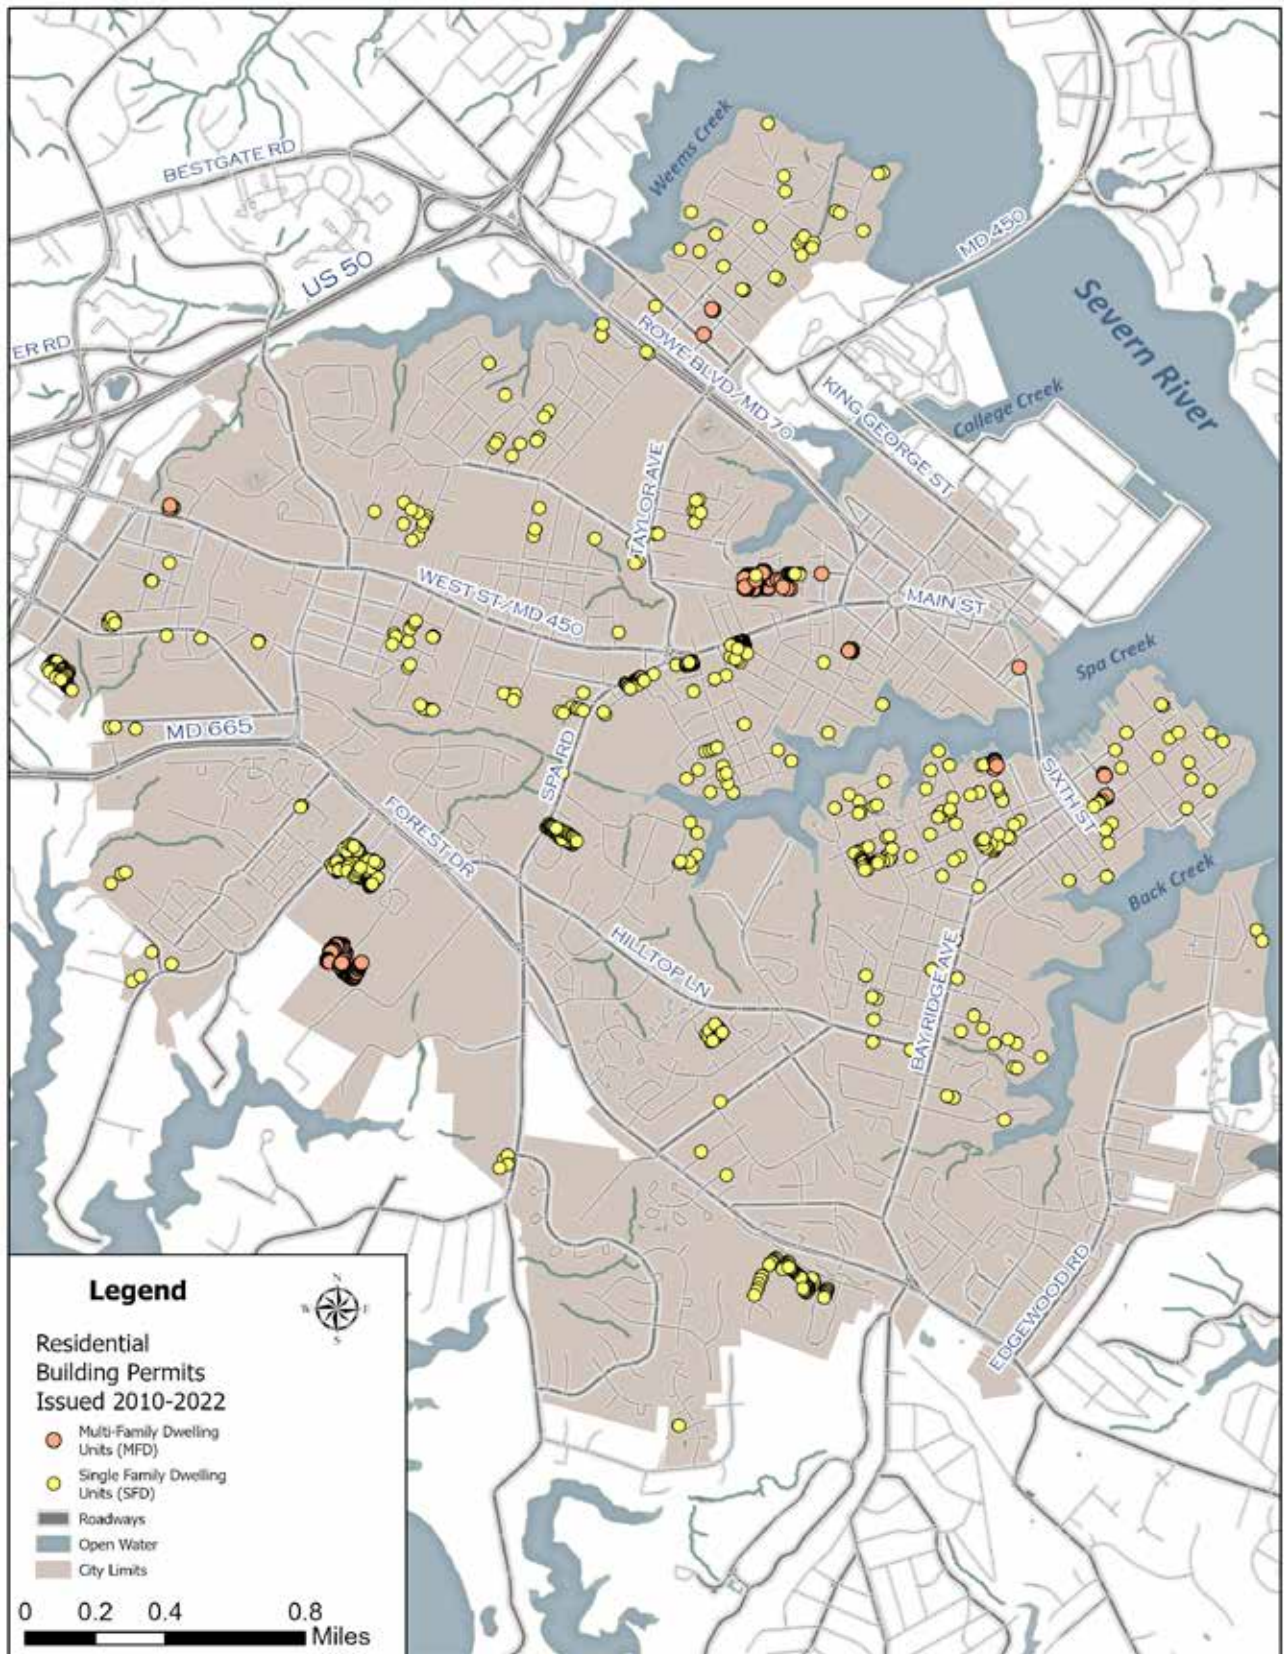 Weems Creek
BESTGATE RD
MD 450
US 50
Severn River
ER RD
ROWE BLVD/MD 70
KING GEORGE ST
College Creek
TAYLOR AVE
WEST ST/MD 450
MAIN ST
Spa Creek
MD 665
SPA RD
SIXTH ST
FOREST DR
Back Creek
HILLTOP LN
BAY RIDGE AVE
EDGEWOOD RD
Legend
N
W E
S
Residential
Building Permits
Issued 2010-2022
Multi-Family Dwelling
Units (MFD)
Single Family Dwelling
Units (SFD)
Roadways
Open Water
City Limits
0 0.2 0.4 0.8
Miles